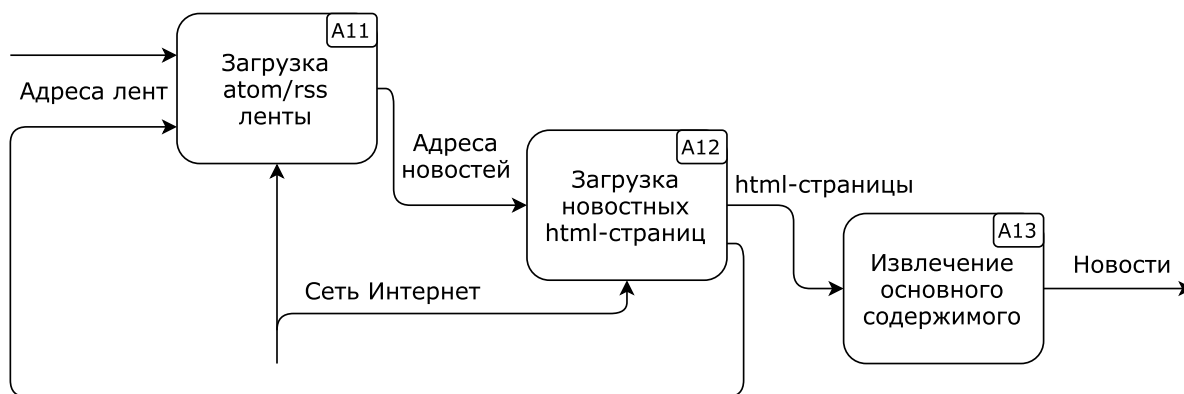 A11
Загрузка
atom/rss
ленты
Адреса лент
Адреса
новостей
A12
Загрузка
новостных
html-страниц
html-страницы
A13
Извлечение
основного
содержимого
Новости
Сеть Интернет